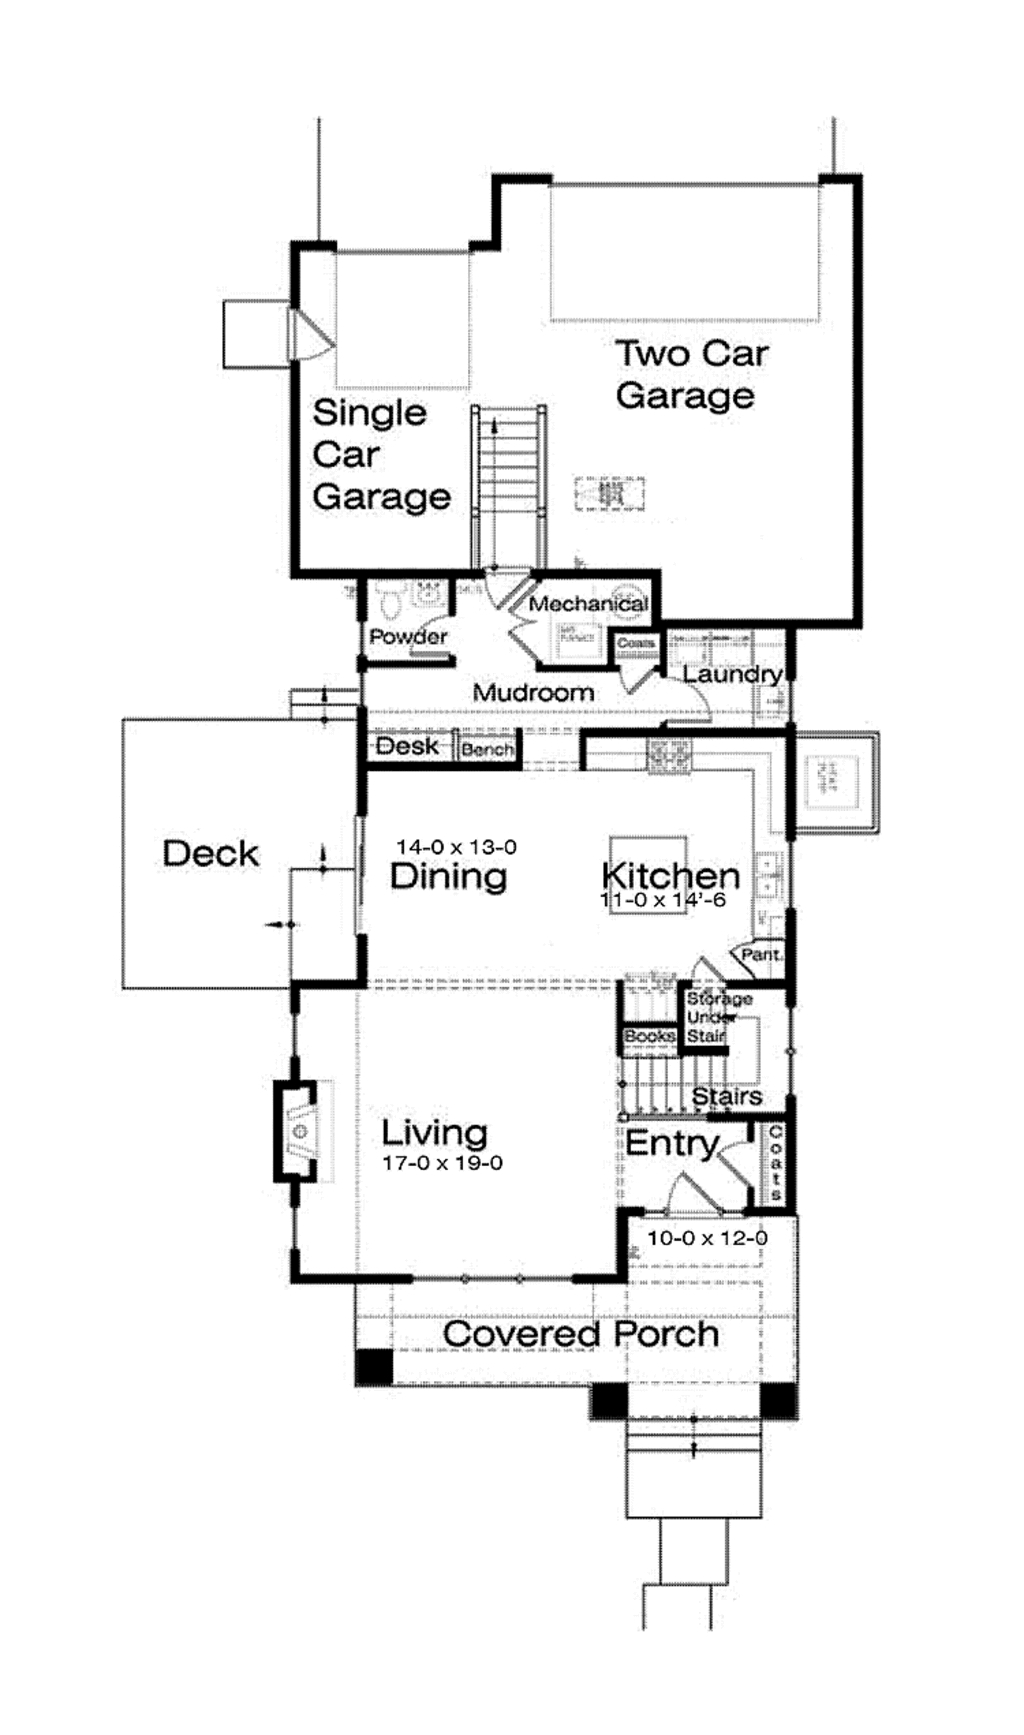 Two Car
Garage
Single
Car
Garage
Mechanical
Powder
Coats
Laundry
Mudroom
Desk
Bench
Deck
14-0 x 13-0
Dining
Kitchen
11-0 x 14'-6
Pant.
Storage
Under
Stair
Books
Stairs
Living
17-0 x 19-0
Entry
Coats
10-0 x 12-0
Covered Porch